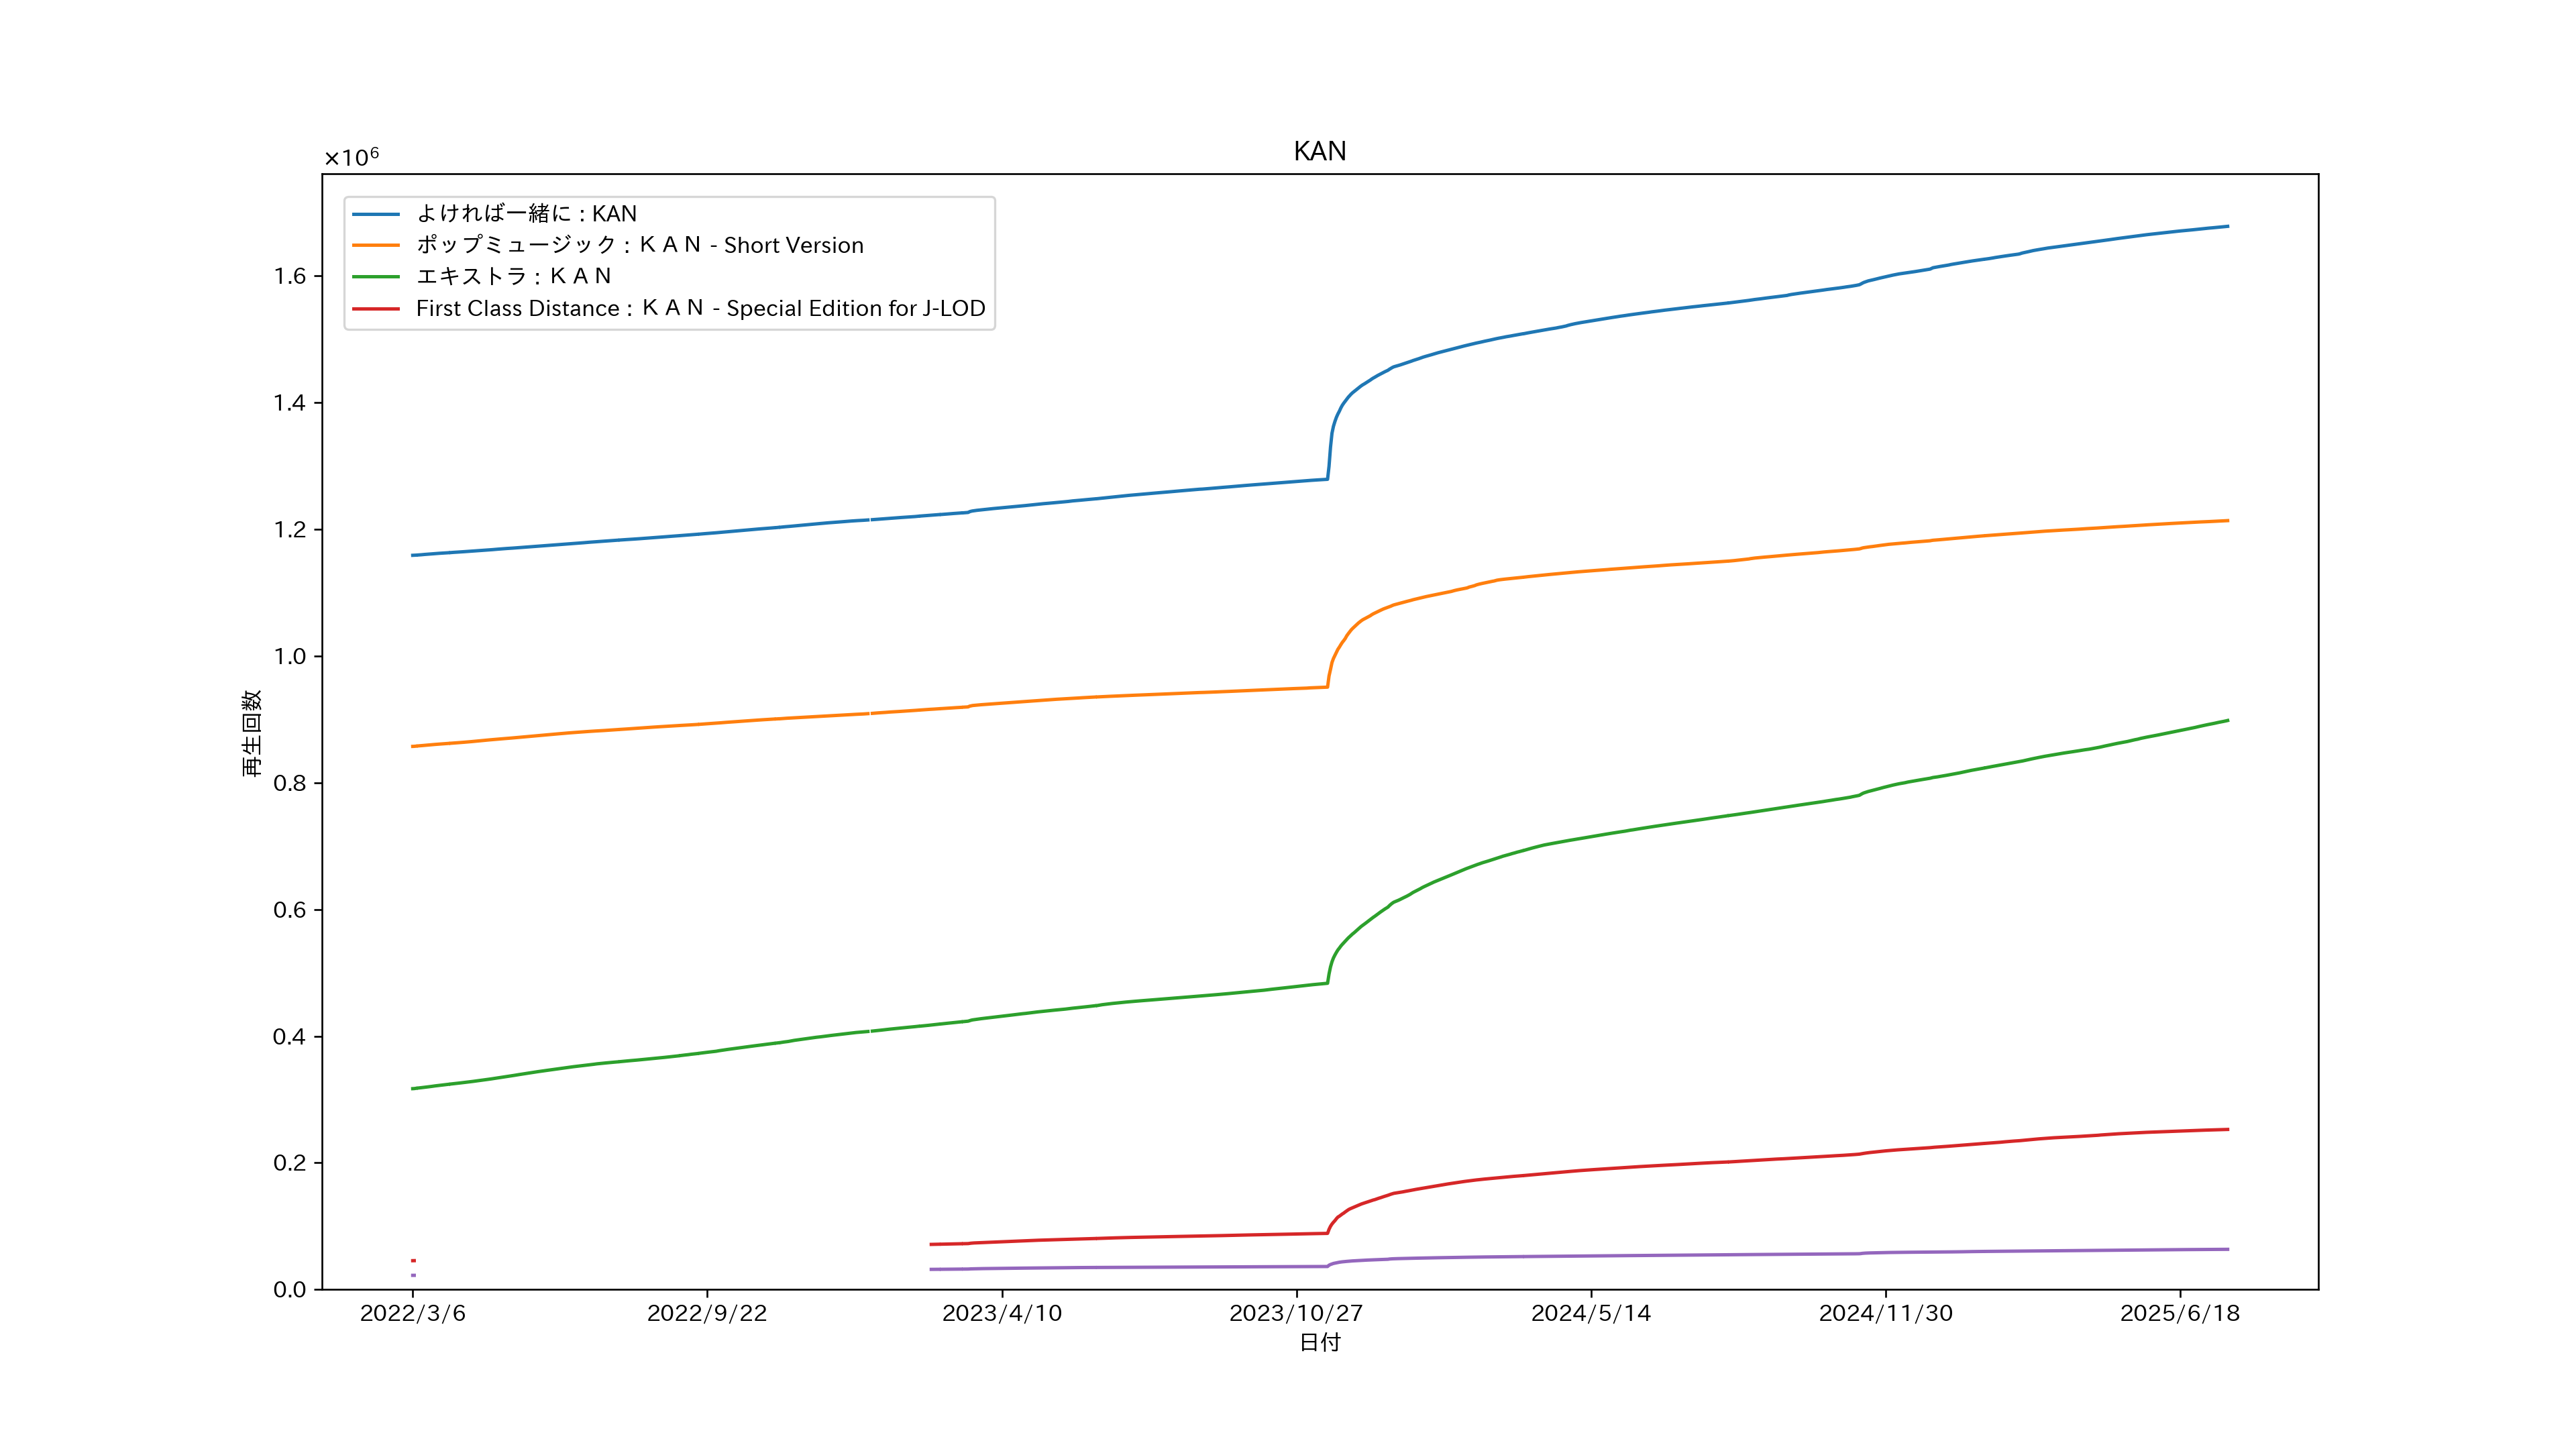 KAN
×10⁶
よければ一緒に : KAN
ポップミュージック : ＫＡＮ - Short Version
エキストラ : ＫＡＮ
First Class Distance : ＫＡＮ - Special Edition for J-LOD
1.6
1.4
1.2
1.0
0.8
0.6
0.4
0.2
0.0
再生回数
2022/3/6 2022/9/22 2023/4/10 2023/10/27 2024/5/14 2024/11/30 2025/6/18
日付